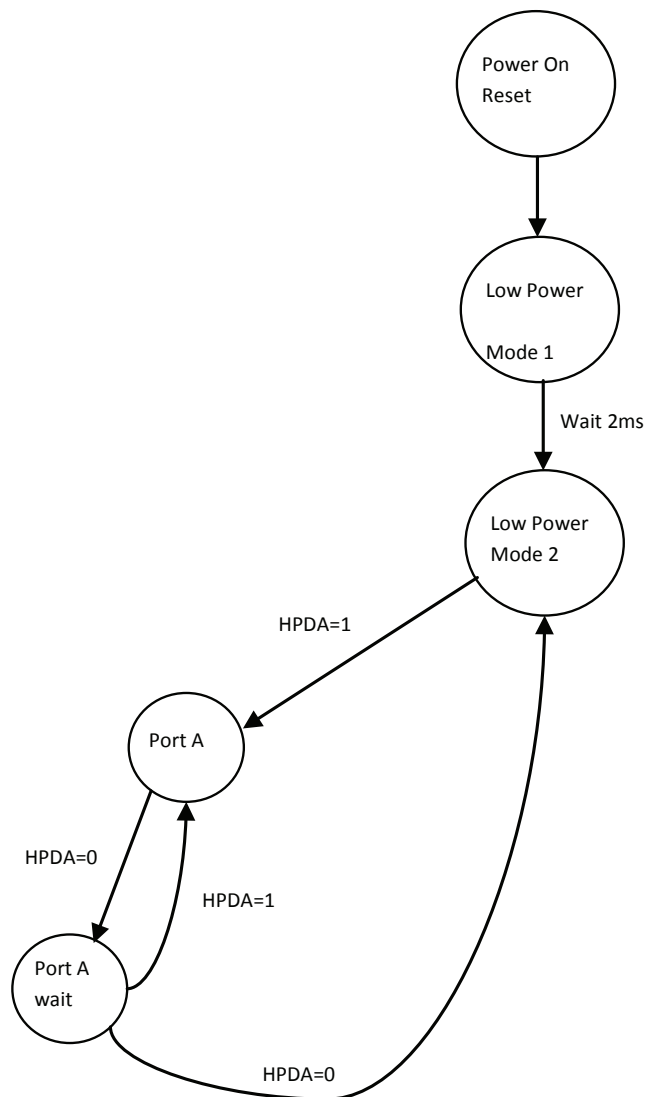 Power On
Reset
Low Power
Mode 1
Wait 2ms
Low Power
Mode 2
HPDA=1
Port A
HPDA=0
HPDA=1
Port A
wait
HPDA=0